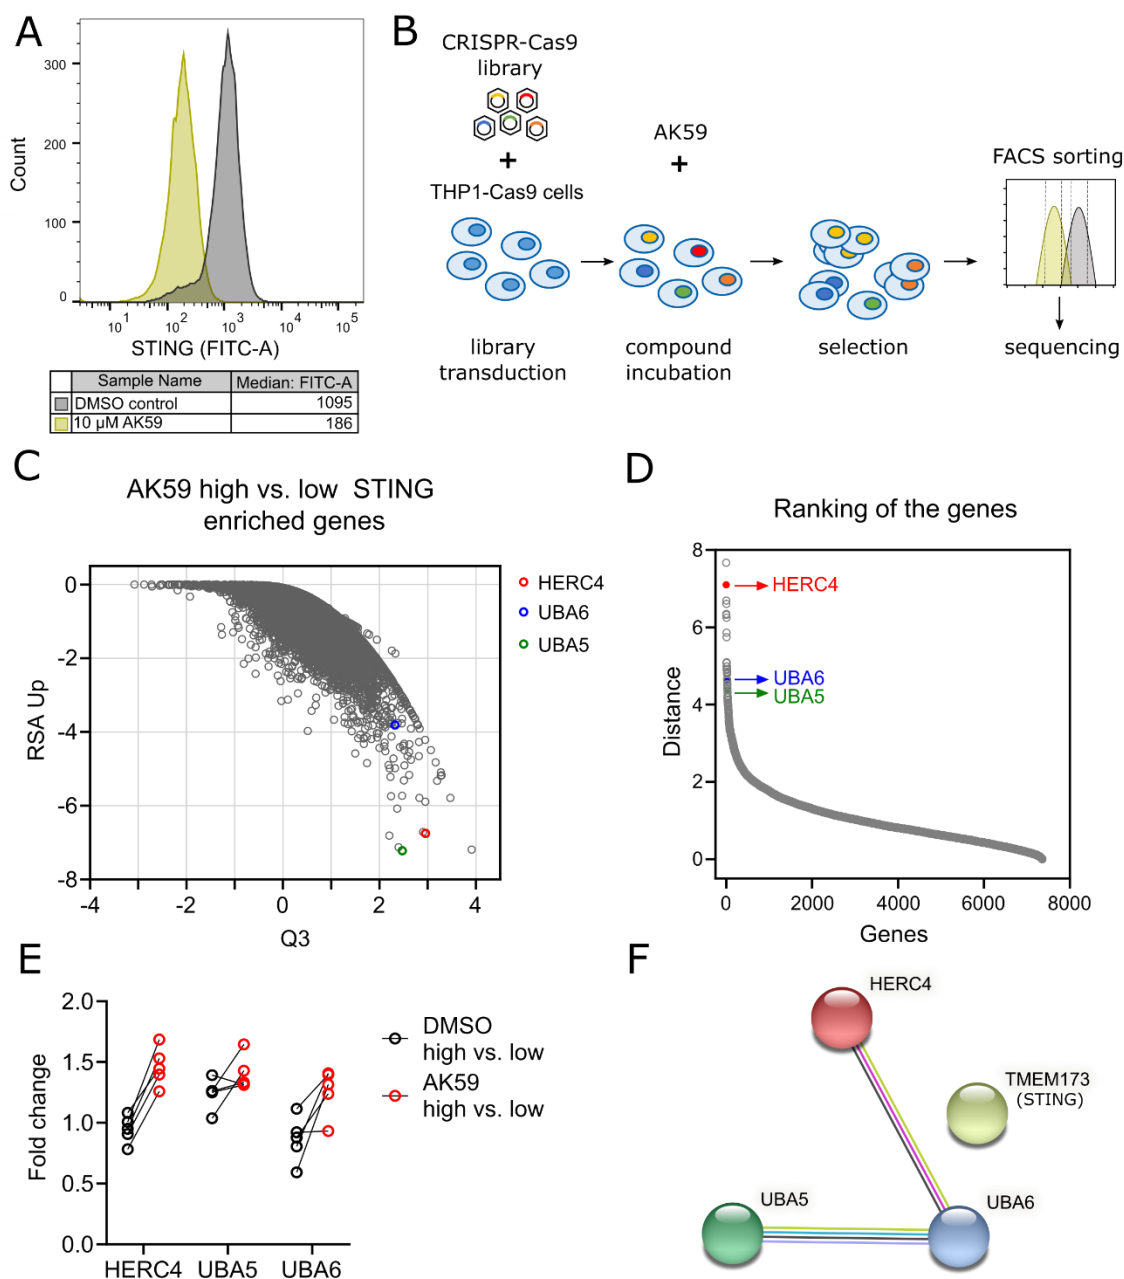 A
Count
300
200
100
0
10^1
10^2
10^3
10^4
10^5
STING (FITC-A)
Sample Name Median: FITC-A
DMSO control 1095
10 µM AK59 186
B
CRISPR-Cas9
library
+
THP1-Cas9 cells
AK59
+
FACS sorting
library
transduction
compound
incubation
selection
sequencing
C
AK59 high vs. low STING
enriched genes
RSA Up
0
-2
-4
-6
-8
-4
-2
0
2
4
Q3
HERC4
UBA6
UBA5
D
Ranking of the genes
Distance
8
6
4
2
0
HERC4
UBA6
UBA5
0
2000
4000
6000
8000
Genes
E
Fold change
2.0
1.5
1.0
0.5
0.0
HERC4
UBA5
UBA6
DMSO
high vs. low
AK59
high vs. low
F
HERC4
TMEM173
(STING)
UBA5
UBA6